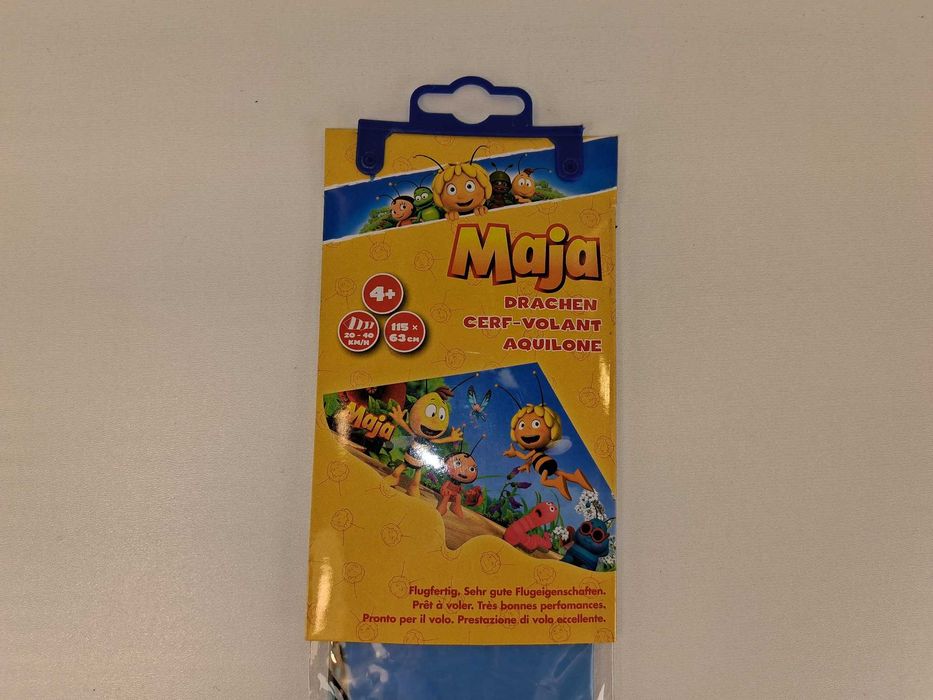 Maja
DRACHEN
CERF-VOLANT
AQUILONE
4+
20 - 40
KM/H
115 ×
63 CM
Maja
Flugfertig. Sehr gute Flugeigenschaften.
Prêt à voler. Très bonnes perfomances.
Pronto per il volo. Prestazione di volo eccellente.